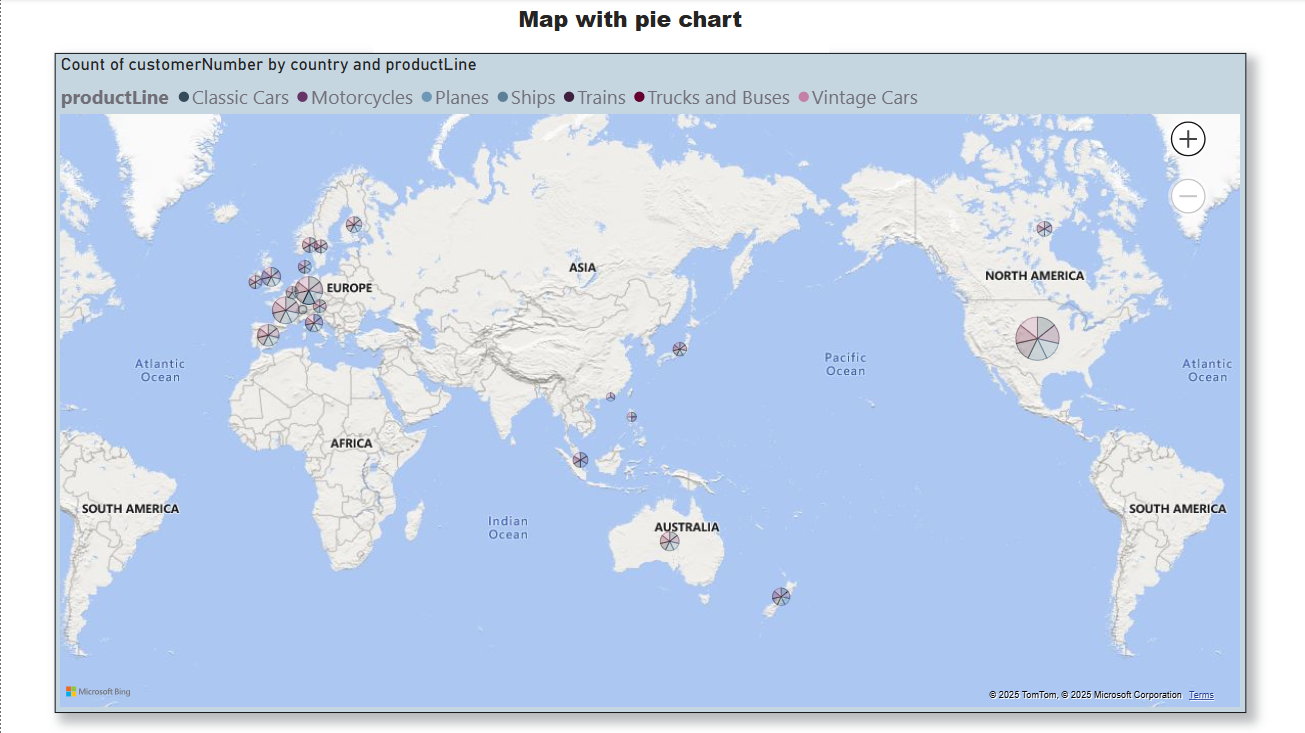 Map with pie chart
Count of customerNumber by country and productLine
productLine Classic Cars Motorcycles Planes Ships Trains Trucks and Buses Vintage Cars
ASIA
NORTH AMERICA
EUROPE
Atlantic
Ocean
Pacific
Ocean
Atlantic
Ocean
AFRICA
SOUTH AMERICA
SOUTH AMERICA
Indian
Ocean
AUSTRALIA
Microsoft Bing
© 2025 TomTom, © 2025 Microsoft Corporation Terms